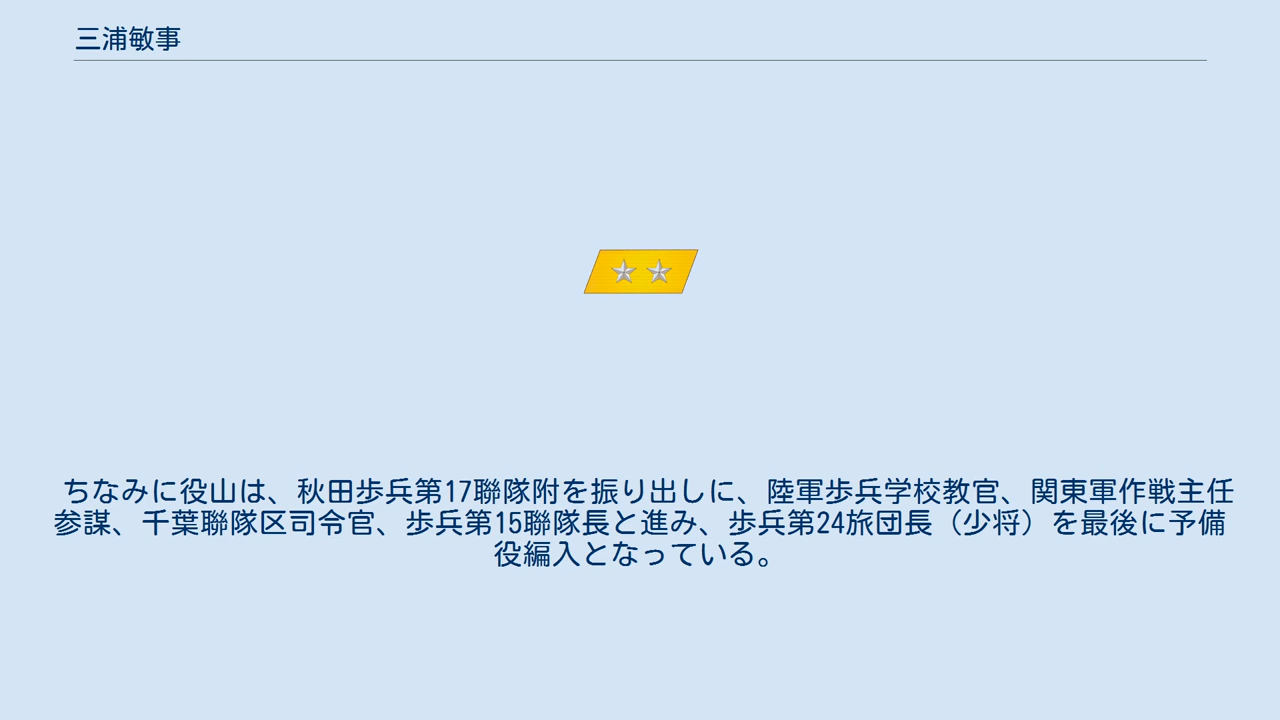 三浦敏事
ちなみに役山は、秋田歩兵第17聯隊附を振り出しに、陸軍歩兵学校教官、関東軍作戦主任
参謀、千葉聯隊区司令官、歩兵第15聯隊長と進み、歩兵第24旅団長（少将）を最後に予備
役編入となっている。